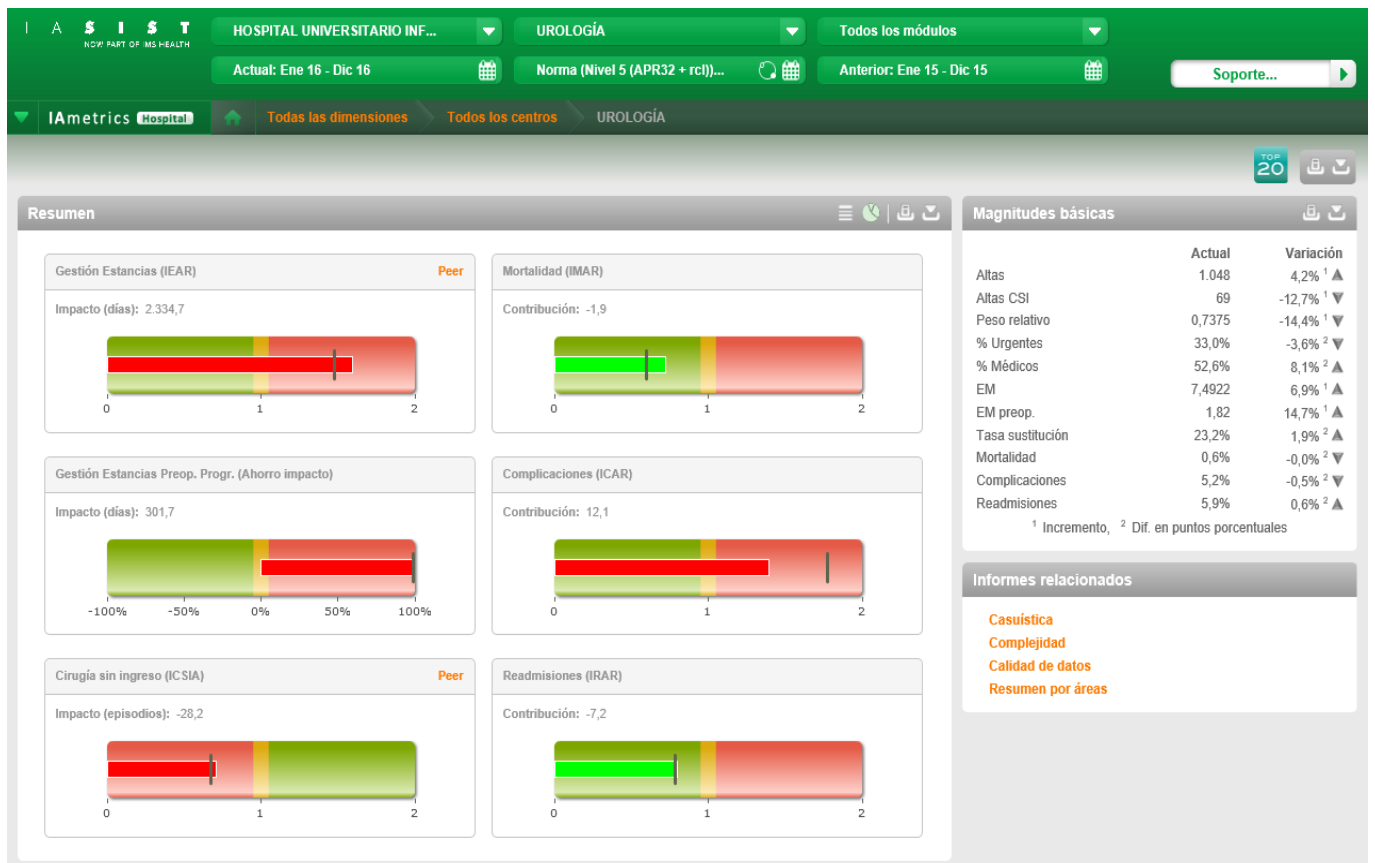 I A S I S T
NOW PART OF IMS HEALTH
HOSPITAL UNIVERSITARIO INF...
UROLOGÍA
Todos los módulos
Actual: Ene 16 - Dic 16
Norma (Nivel 5 (APR32 + rcl))...
Anterior: Ene 15 - Dic 15
Soporte...
IAmetrics Hospital
Todas las dimensiones
Todos los centros
UROLOGÍA
TOP 20
Resumen
Gestión Estancias (IEAR) Peer
Impacto (días): 2.334,7
0 1 2
Mortalidad (IMAR)
Contribución: -1,9
0 1 2
Gestión Estancias Preop. Progr. (Ahorro impacto)
Impacto (días): 301,7
-100% -50% 0% 50% 100%
Complicaciones (ICAR)
Contribución: 12,1
0 1 2
Cirugía sin ingreso (ICSIA) Peer
Impacto (episodios): -28,2
0 1 2
Readmisiones (IRAR)
Contribución: -7,2
0 1 2
Magnitudes básicas
Actual Variación
Altas 1.048 4,2% ¹ ▲
Altas CSI 69 -12,7% ¹ ▼
Peso relativo 0,7375 -14,4% ¹ ▼
% Urgentes 33,0% -3,6% ² ▼
% Médicos 52,6% 8,1% ² ▲
EM 7,4922 6,9% ¹ ▲
EM preop. 1,82 14,7% ¹ ▲
Tasa sustitución 23,2% 1,9% ² ▲
Mortalidad 0,6% -0,0% ² ▼
Complicaciones 5,2% -0,5% ² ▼
Readmisiones 5,9% 0,6% ² ▲
¹ Incremento, ² Dif. en puntos porcentuales
Informes relacionados
Casuística
Complejidad
Calidad de datos
Resumen por áreas